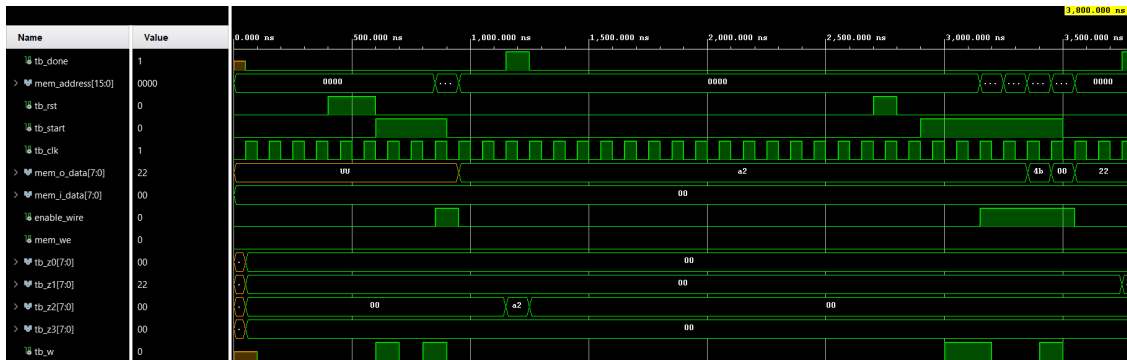 3,800.000 ns
Name Value
0.000 ns 500.000 ns 1,000.000 ns 1,500.000 ns 2,000.000 ns 2,500.000 ns 3,000.000 ns 3,500.000 ns
tb_done 1
mem_address[15:0] 0000 0000 ... 0000 ... ... ... ... 0000
tb_rst 0
tb_start 0
tb_clk 1
mem_o_data[7:0] 22 UU a2 4b 00 22
mem_i_data[7:0] 00 00
enable_wire 0
mem_we 0
tb_z0[7:0] 00 00
tb_z1[7:0] 22 00
tb_z2[7:0] 00 00 a2 00
tb_z3[7:0] 00 00
tb_w 0